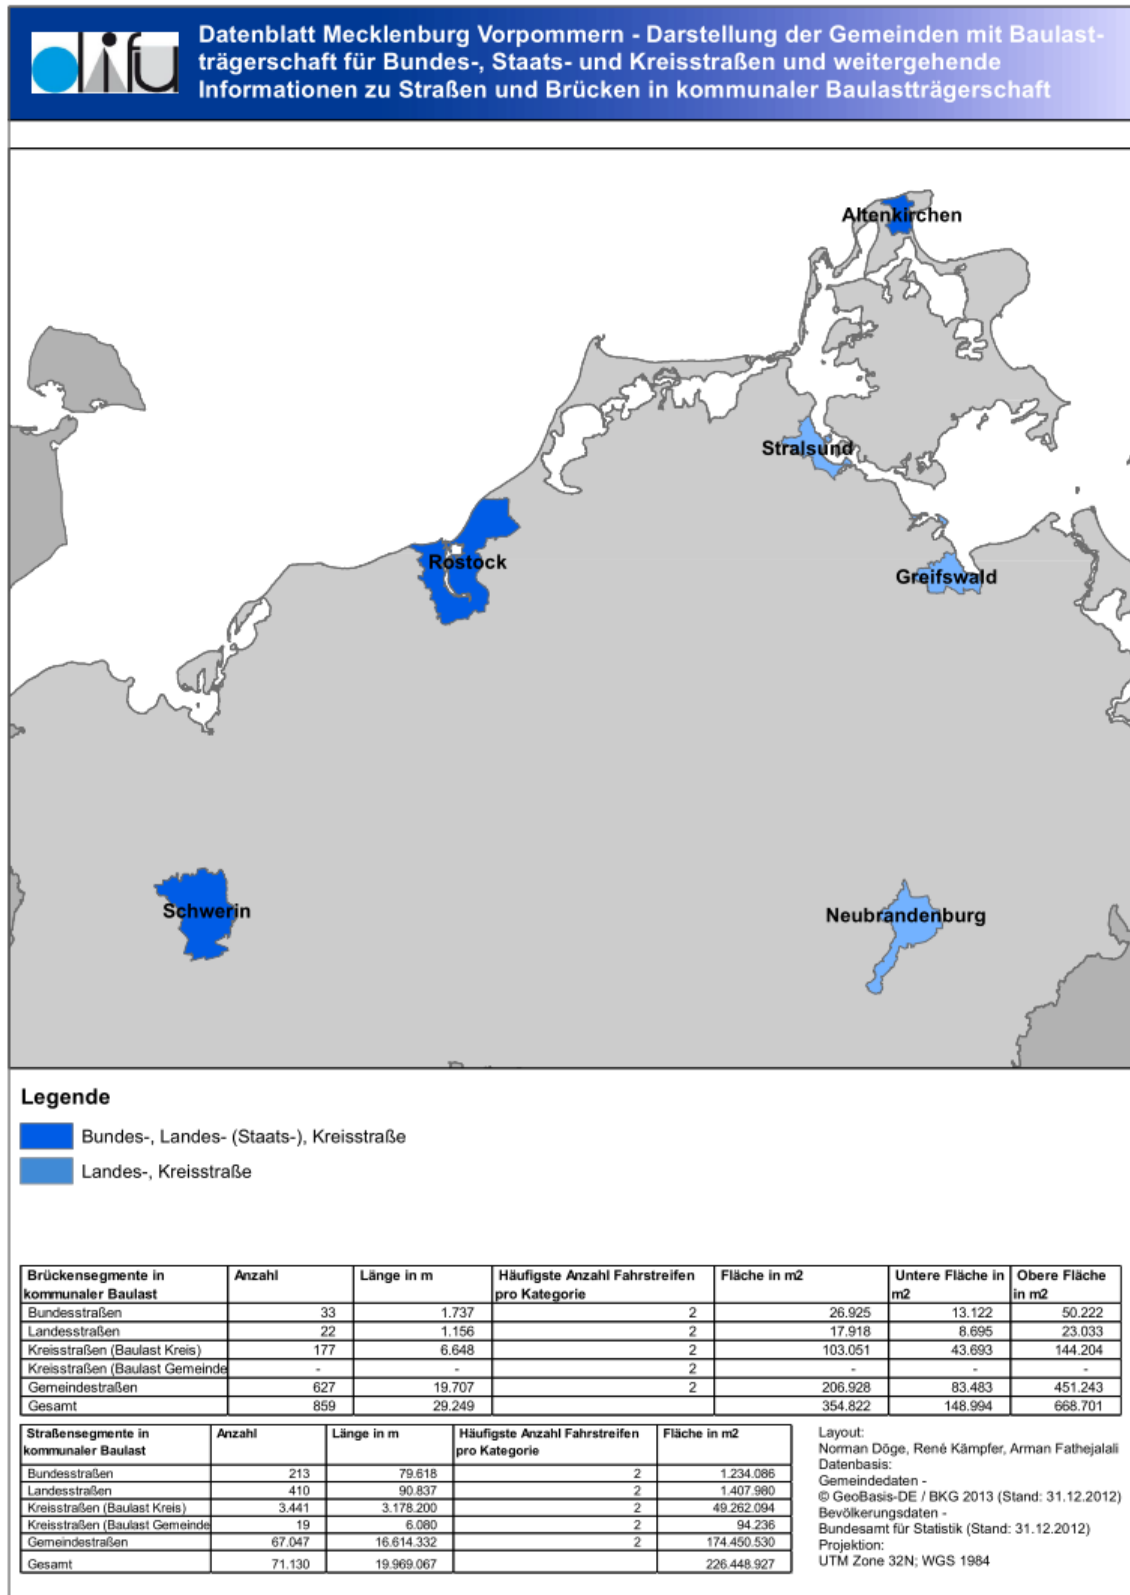 difu
Datenblatt Mecklenburg Vorpommern - Darstellung der Gemeinden mit Baulast-
trägerschaft für Bundes-, Staats- und Kreisstraßen und weitergehende
Informationen zu Straßen und Brücken in kommunaler Baulastträgerschaft
Altenkirchen
Stralsund
Rostock
Greifswald
Schwerin
Neubrandenburg
Legende
Bundes-, Landes- (Staats-), Kreisstraße
Landes-, Kreisstraße
Brückensegmente in kommunaler Baulast Anzahl Länge in m Häufigste Anzahl Fahrstreifen pro Kategorie Fläche in m2 Untere Fläche in m2 Obere Fläche in m2
Bundesstraßen 33 1.737 2 26.925 13.122 50.222
Landesstraßen 22 1.156 2 17.918 8.695 23.033
Kreisstraßen (Baulast Kreis) 177 6.648 2 103.051 43.693 144.204
Kreisstraßen (Baulast Gemeinde - - 2 - - -
Gemeindestraßen 627 19.707 2 206.928 83.483 451.243
Gesamt 859 29.249 354.822 148.994 668.701
Straßensegmente in kommunaler Baulast Anzahl Länge in m Häufigste Anzahl Fahrstreifen pro Kategorie Fläche in m2
Bundesstraßen 213 79.618 2 1.234.086
Landesstraßen 410 90.837 2 1.407.980
Kreisstraßen (Baulast Kreis) 3.441 3.178.200 2 49.262.094
Kreisstraßen (Baulast Gemeinde 19 6.080 2 94.236
Gemeindestraßen 67.047 16.614.332 2 174.450.530
Gesamt 71.130 19.969.067 226.448.927
Layout:
Norman Döge, René Kämpfer, Arman Fathejalali
Datenbasis:
Gemeindedaten -
© GeoBasis-DE / BKG 2013 (Stand: 31.12.2012)
Bevölkerungsdaten -
Bundesamt für Statistik (Stand: 31.12.2012)
Projektion:
UTM Zone 32N; WGS 1984